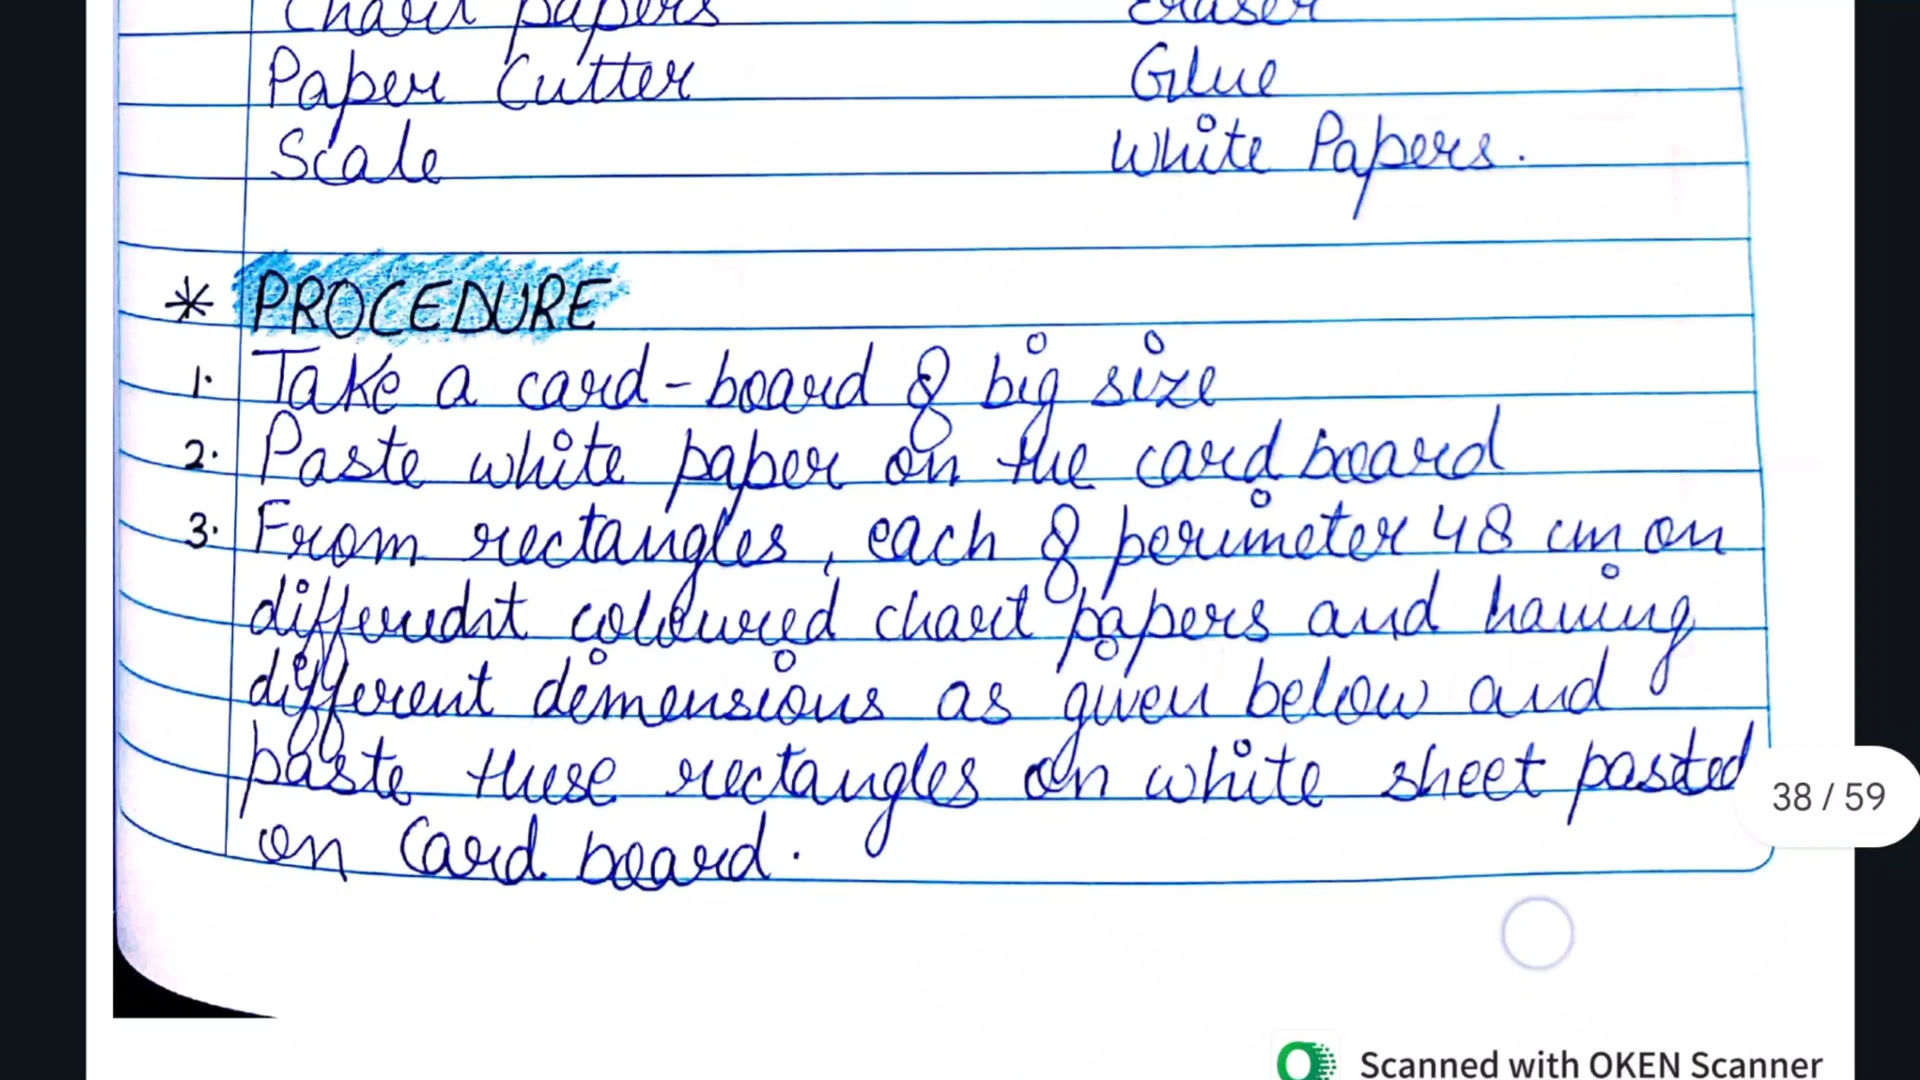 Chart papers Eraser
Paper Cutter Glue
Scale White Papers.
* PROCEDURE
1. Take a card-board of big size
2. Paste white paper on the card board
3. From rectangles, each of perimeter 48 cm on
different coloured chart papers and having
different dimensions as given below and
paste these rectangles on white sheet pasted
on Card board.
38 / 59
Scanned with OKEN Scanner